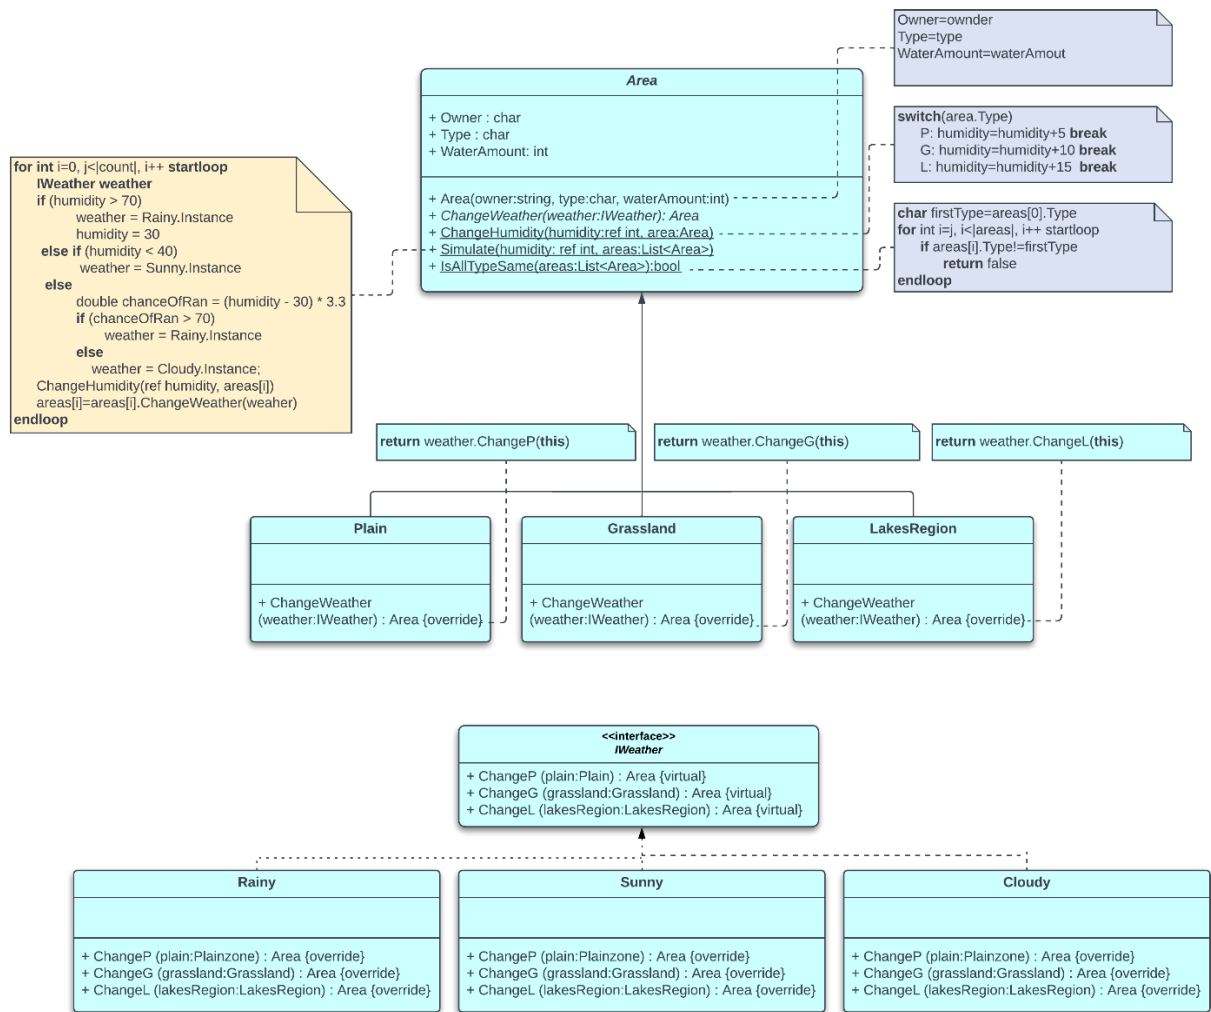 Owner=ownder
Type=type
WaterAmount=waterAmout
Area
+ Owner : char
+ Type : char
+ WaterAmount: int
+ Area(owner:string, type:char, waterAmount:int)
+ ChangeWeather(weather:IWeather): Area
+ ChangeHumidity(humidity:ref int, area:Area)
+ Simulate(humidity: ref int, areas:List<Area>)
+ IsAllTypeSame(areas:List<Area>):bool
switch(area.Type)
P: humidity=humidity+5 break
G: humidity=humidity+10 break
L: humidity=humidity+15 break
char firstType=areas[0].Type
for int i=j, i<|areas|, i++ startloop
if areas[i].Type!=firstType
return false
endloop
for int i=0, j<|count|, i++ startloop
IWeather weather
if (humidity > 70)
weather = Rainy.Instance
humidity = 30
else if (humidity < 40)
weather = Sunny.Instance
else
double chanceOfRan = (humidity - 30) * 3.3
if (chanceOfRan > 70)
weather = Rainy.Instance
else
weather = Cloudy.Instance;
ChangeHumidity(ref humidity, areas[i])
areas[i]=areas[i].ChangeWeather(weaher)
endloop
return weather.ChangeP(this)
return weather.ChangeG(this)
return weather.ChangeL(this)
Plain
+ ChangeWeather
(weather:IWeather) : Area {override}
Grassland
+ ChangeWeather
(weather:IWeather) : Area {override}
LakesRegion
+ ChangeWeather
(weather:IWeather) : Area {override}
<<interface>>
IWeather
+ ChangeP (plain:Plain) : Area {virtual}
+ ChangeG (grassland:Grassland) : Area {virtual}
+ ChangeL (lakesRegion:LakesRegion) : Area {virtual}
Rainy
+ ChangeP (plain:Plainzone) : Area {override}
+ ChangeG (grassland:Grassland) : Area {override}
+ ChangeL (lakesRegion:LakesRegion) : Area {override}
Sunny
+ ChangeP (plain:Plainzone) : Area {override}
+ ChangeG (grassland:Grassland) : Area {override}
+ ChangeL (lakesRegion:LakesRegion) : Area {override}
Cloudy
+ ChangeP (plain:Plainzone) : Area {override}
+ ChangeG (grassland:Grassland) : Area {override}
+ ChangeL (lakesRegion:LakesRegion) : Area {override}